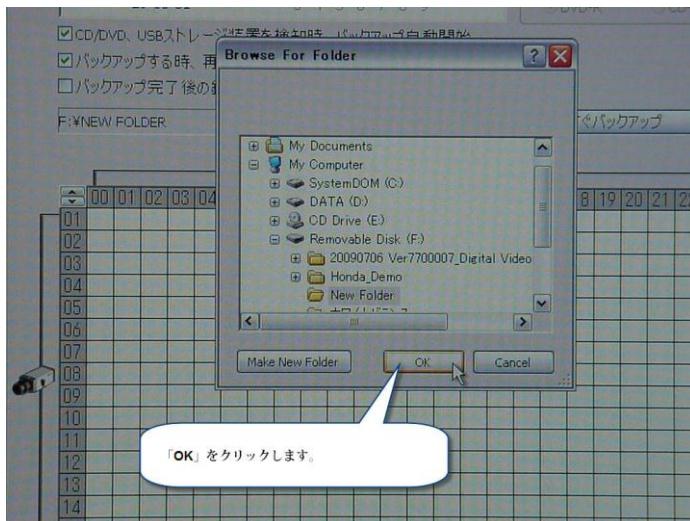 CD/DVD、USBストレージ装置を検知時、バックアップ自動開始
バックアップする時、再
バックアップ完了後の
F:¥NEW FOLDER
ぐバックアップ
Browse For Folder
My Documents
My Computer
SystemDOM (C:)
DATA (D:)
CD Drive (E:)
Removable Disk (F:)
20090706 Ver7700007_Digital Video
Honda_Demo
New Folder
Make New Folder OK Cancel
00 01 02 03 04
19 20 21
01
02
03
04
05
06
07
08
09
10
11
12
13
14
「OK」をクリックします。